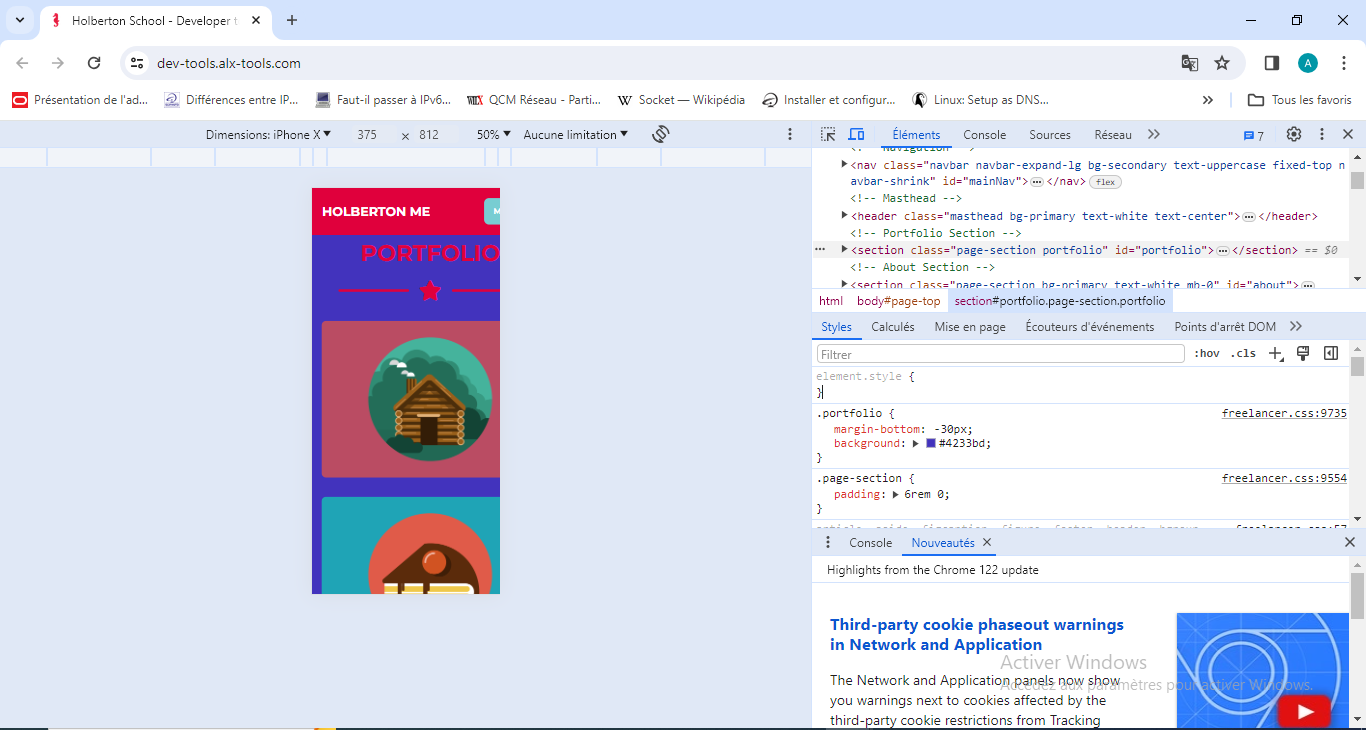 Holberton School - Developer t
dev-tools.alx-tools.com
Présentation de l'ad...
Différences entre IP...
Faut-il passer à IPv6...
QCM Réseau - Parti...
W Socket — Wikipédia
Installer et configur...
Linux: Setup as DNS...
»
Tous les favoris
A
Dimensions: iPhone X 375 × 812 50% Aucune limitation
Éléments Console Sources Réseau » 7
HOLBERTON ME
M
PORTFOLIO
<!-- Navigation -->
<nav class="navbar navbar-expand-lg bg-secondary text-uppercase fixed-top n
avbar-shrink" id="mainNav"> ⋯ </nav> flex
<!-- Masthead -->
<header class="masthead bg-primary text-white text-center"> ⋯ </header>
<!-- Portfolio Section -->
⋯ <section class="page-section portfolio" id="portfolio"> ⋯ </section> == $0
<!-- About Section -->
<section class="page-section bg-primary text-white mb-0" id="about"> ⋯
html body#page-top section#portfolio.page-section.portfolio
Styles Calculés Mise en page Écouteurs d'événements Points d'arrêt DOM »
Filtrer :hov .cls
element.style {
}
.portfolio { freelancer.css:9735
margin-bottom: -30px;
background: #4233bd;
}
.page-section { freelancer.css:9554
padding: 6rem 0;
}
Console Nouveautés
Highlights from the Chrome 122 update
Third-party cookie phaseout warnings
in Network and Application
The Network and Application panels now show
you warnings next to cookies affected by the
third-party cookie restrictions from Tracking
Activer Windows
Accédez aux paramètres pour activer Windows.